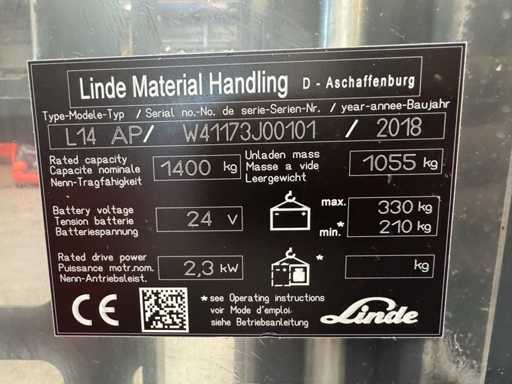 Linde Material Handling D - Aschaffenburg
Type-Modele-Typ / Serial no.-No. de serie-Serien-Nr. / year-annee-Baujahr
L14 AP/ W41173J00101 / 2018
Rated capacity
Capacite nominale
Nenn-Tragfähigkeit
1400 kg
Unladen mass
Masse a vide
Leergewicht
1055 kg
Battery voltage
Tension batterie
Batteriespannung
24 V
max. 330 kg
min.* 210 kg
Rated drive power
Puissance motr.nom.
Nenn-Antriebsleist.
2,3 kW
* kg
CE
* see Operating instructions
voir Mode d'emploi
siehe Betriebsanleitung
Linde